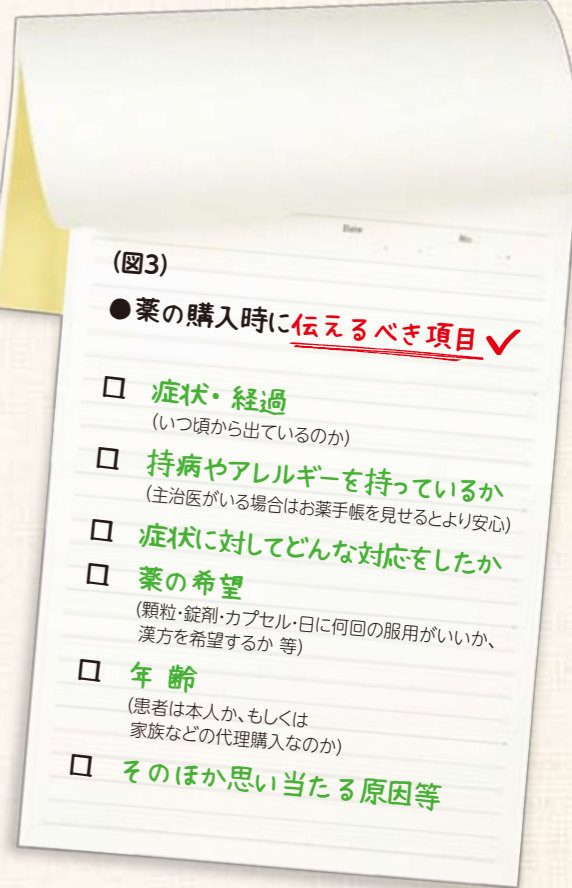 Date No
(図3)
●薬の購入時に伝えるべき項目✓
□ 症状・経過
(いつ頃から出ているのか)
□ 持病やアレルギーを持っているか
(主治医がいる場合はお薬手帳を見せるとより安心)
□ 症状に対してどんな対応をしたか
□ 薬の希望
(顆粒・錠剤・カプセル・日に何回の服用がいいか、
漢方を希望するか 等)
□ 年 齢
(患者は本人か、もしくは
家族などの代理購入なのか)
□ そのほか思い当たる原因等